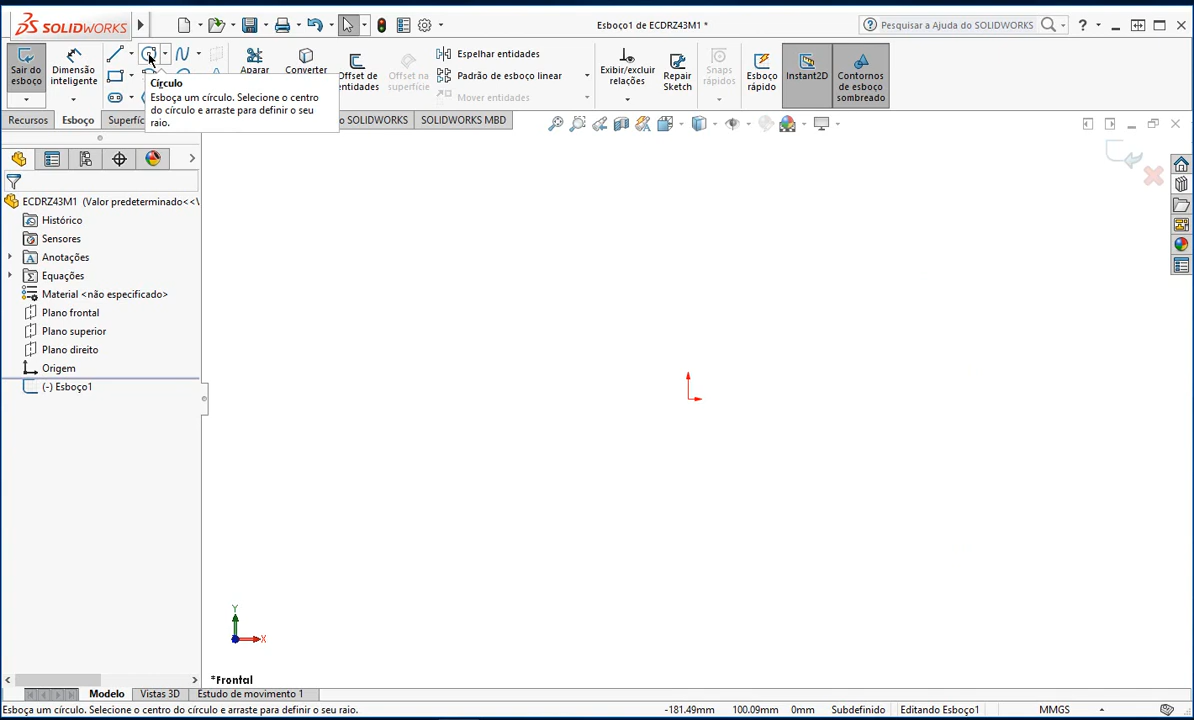 SOLIDWORKS
Esboço1 de ECDRZ43M1 *
Pesquisar a Ajuda do SOLIDWORKS
?
Sair do esboço
Dimensão inteligente
Aparar
Converter
Offset de entidades
Offset na superfície
Espelhar entidades
Padrão de esboço linear
Mover entidades
Exibir/excluir relações
Repair Sketch
Snaps rápidos
Esboço rápido
Instant2D
Contornos de esboço sombreado
Círculo
Esboça um círculo. Selecione o centro
do círculo e arraste para definir o seu
raio.
Recursos
Esboço
Superfíc
o SOLIDWORKS
SOLIDWORKS MBD
ECDRZ43M1 (Valor predeterminado<<\
Histórico
Sensores
Anotações
Equações
Material <não especificado>
Plano frontal
Plano superior
Plano direito
Origem
(-) Esboço1
Y
X
*Frontal
Modelo
Vistas 3D
Estudo de movimento 1
Esboça um círculo. Selecione o centro do círculo e arraste para definir o seu raio.
-181.49mm
100.09mm
0mm
Subdefinido
Editando Esboço1
MMGS